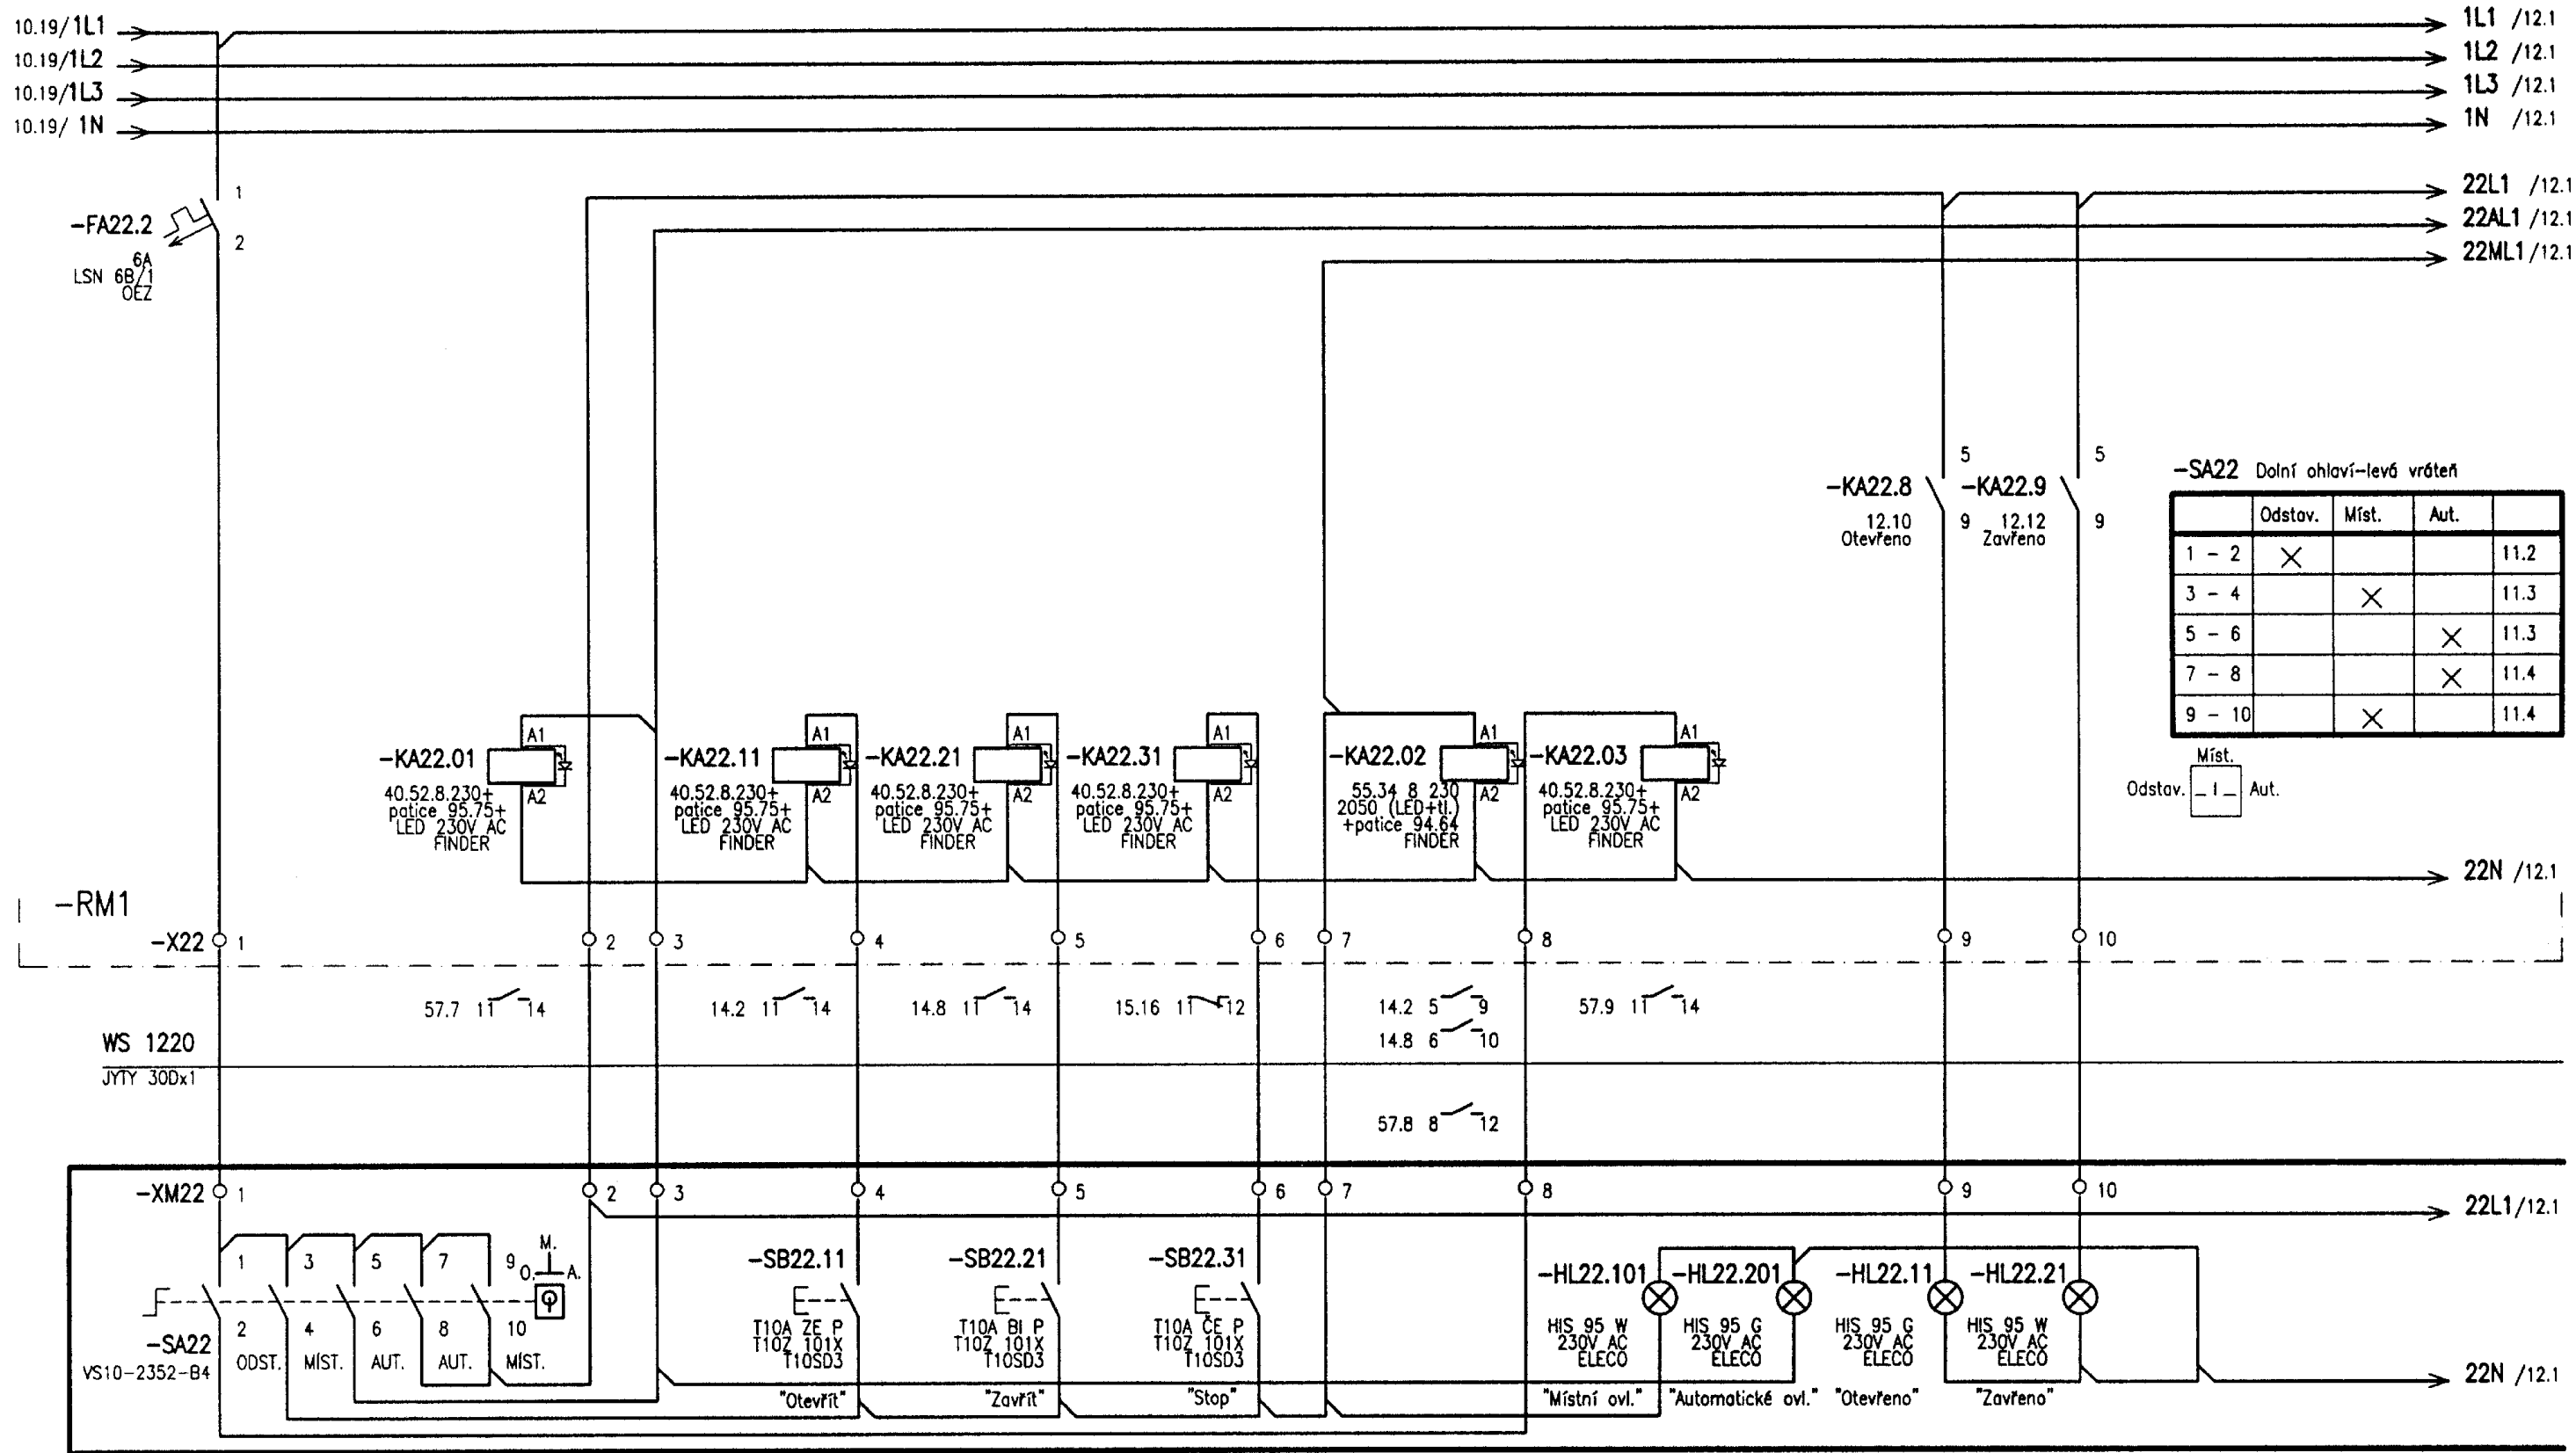 10.19/1L1
1L1 /12.1
10.19/1L2
1L2 /12.1
10.19/1L3
1L3 /12.1
10.19/ 1N
1N /12.1
1
22L1 /12.1
-FA22.2
2
22AL1 /12.1
22ML1 /12.1
6A
LSN 6B/1
OEZ
5
5
-KA22.8
-KA22.9
12.10
9
12.12
9
Otevřeno
Zavřeno
-SA22 Dolní ohlaví-levá vráteň
Odstav. Míst. Aut.
1 - 2 X 11.2
3 - 4 X 11.3
5 - 6 X 11.3
7 - 8 X 11.4
9 - 10 X 11.4
Míst.
Odstav. Aut.
A1
-KA22.01
A2
40.52.8.230+
patice 95.75+
LED 230V AC
FINDER
A1
-KA22.11
A2
40.52.8.230+
patice 95.75+
LED 230V AC
FINDER
A1
-KA22.21
A2
40.52.8.230+
patice 95.75+
LED 230V AC
FINDER
A1
-KA22.31
A2
40.52.8.230+
patice 95.75+
LED 230V AC
FINDER
A1
-KA22.02
A2
55.34 8 230
2050 (LED+tl.)
+patice 94.64
FINDER
A1
-KA22.03
A2
40.52.8.230+
patice 95.75+
LED 230V AC
FINDER
22N /12.1
-RM1
-X22 1 2 3 4 5 6 7 8 9 10
57.7 11 14
14.2 11 14
14.8 11 14
15.16 11 12
14.2 5 9
57.9 11 14
14.8 6 10
WS 1220
JYTY 30Dx1
57.8 8 12
-XM22 1 2 3 4 5 6 7 8 9 10
22L1/12.1
1 3 5 7 9
M.
O. A.
2 4 6 8 10
-SA22
ODST. MÍST. AUT. AUT. MÍST.
VS10-2352-B4
-SB22.11
T10A ZE P
T10Z 101X
T10SD3
"Otevřít"
-SB22.21
T10A BI P
T10Z 101X
T10SD3
"Zavřít"
-SB22.31
T10A ČE P
T10Z 101X
T10SD3
"Stop"
-HL22.101
HIS 95 W
230V AC
ELECO
"Místní ovl."
-HL22.201
HIS 95 G
230V AC
ELECO
"Automatické ovl."
-HL22.11
HIS 95 G
230V AC
ELECO
"Otevřeno"
-HL22.21
HIS 95 W
230V AC
ELECO
"Zavřeno"
22N /12.1